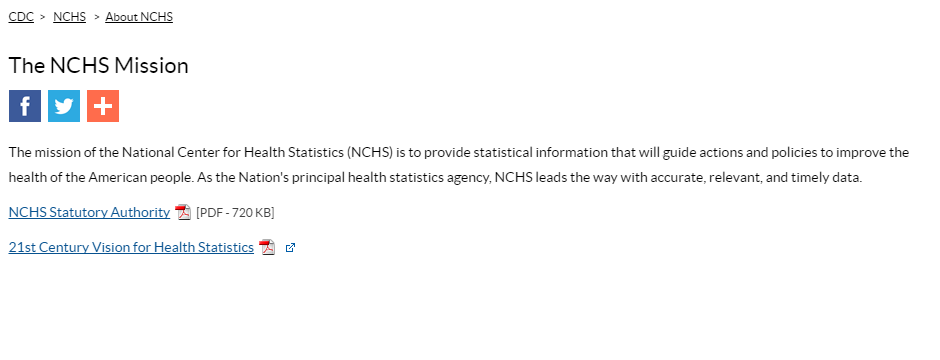 CDC > NCHS > About NCHS
The NCHS Mission
The mission of the National Center for Health Statistics (NCHS) is to provide statistical information that will guide actions and policies to improve the
health of the American people. As the Nation's principal health statistics agency, NCHS leads the way with accurate, relevant, and timely data.
NCHS Statutory Authority [PDF - 720 KB]
21st Century Vision for Health Statistics